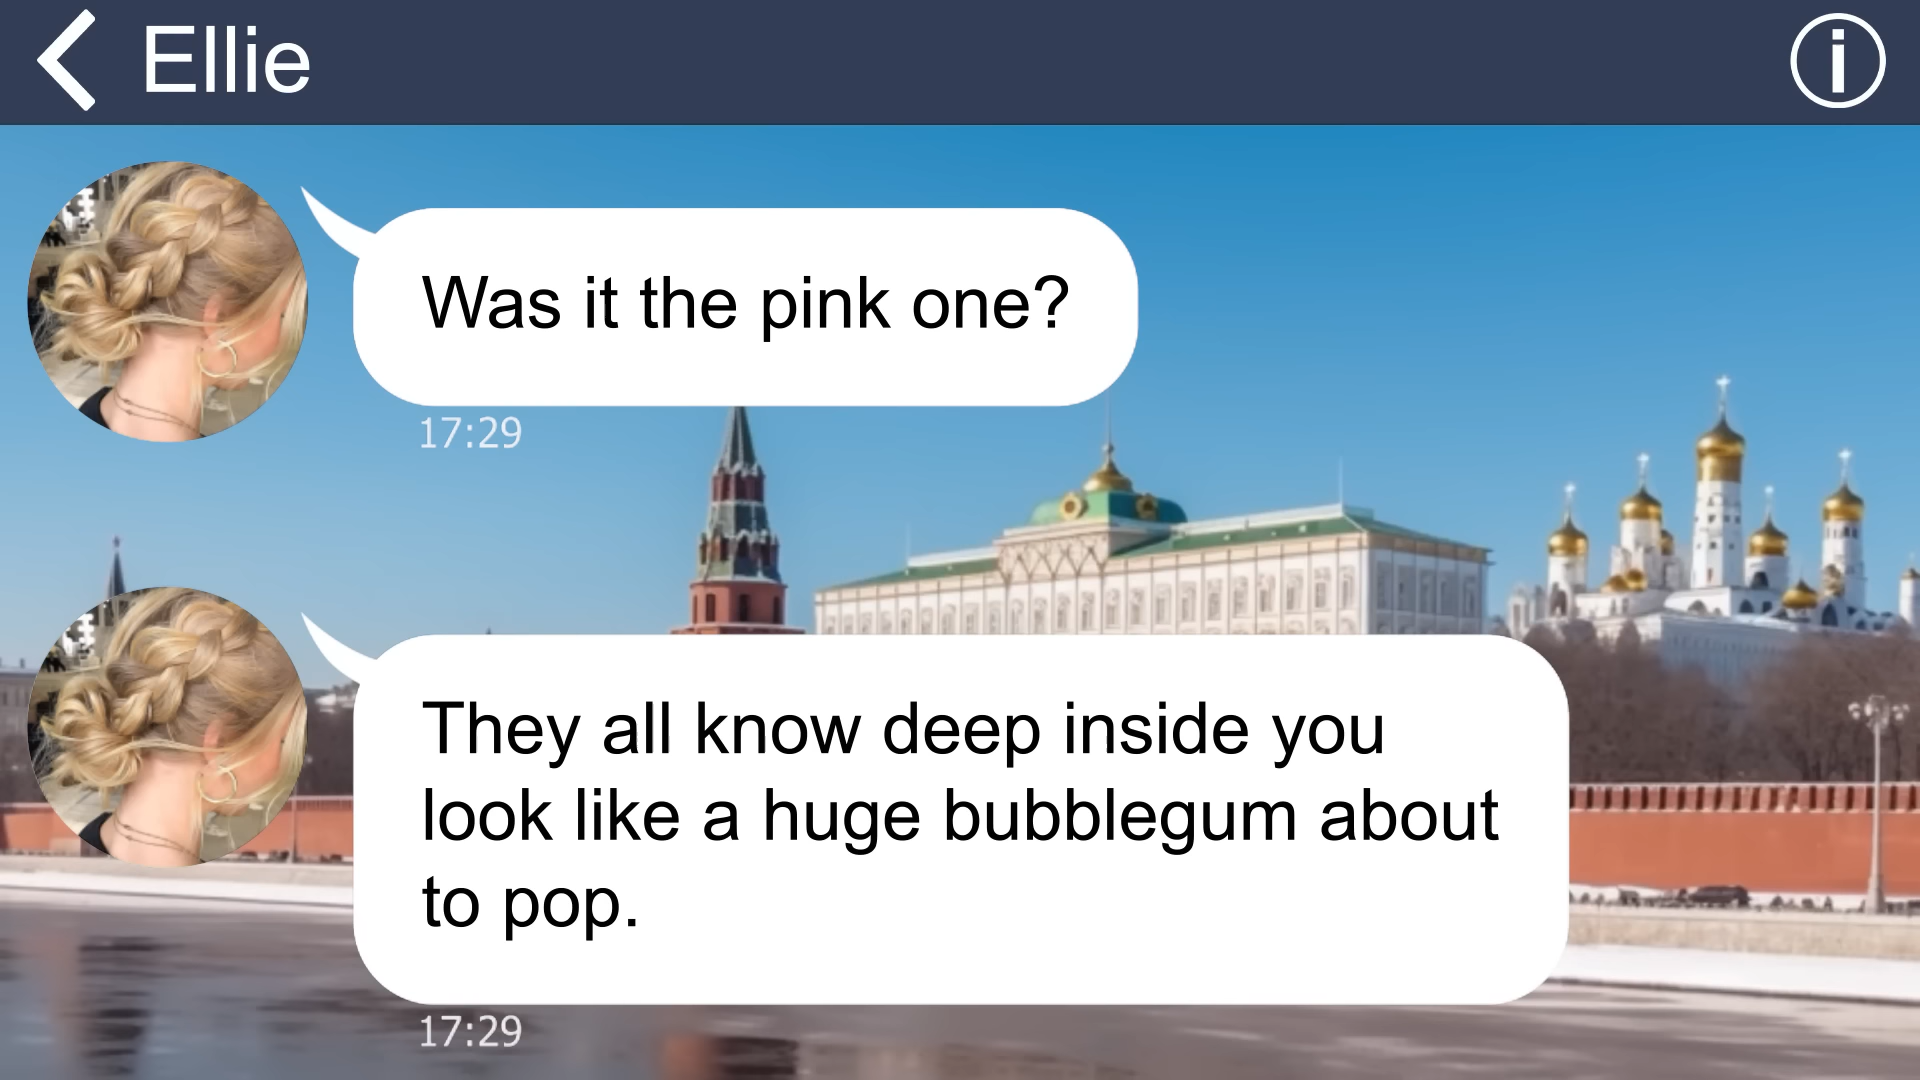 Ellie
Was it the pink one?
17:29
They all know deep inside you
look like a huge bubblegum about
to pop.
17:29